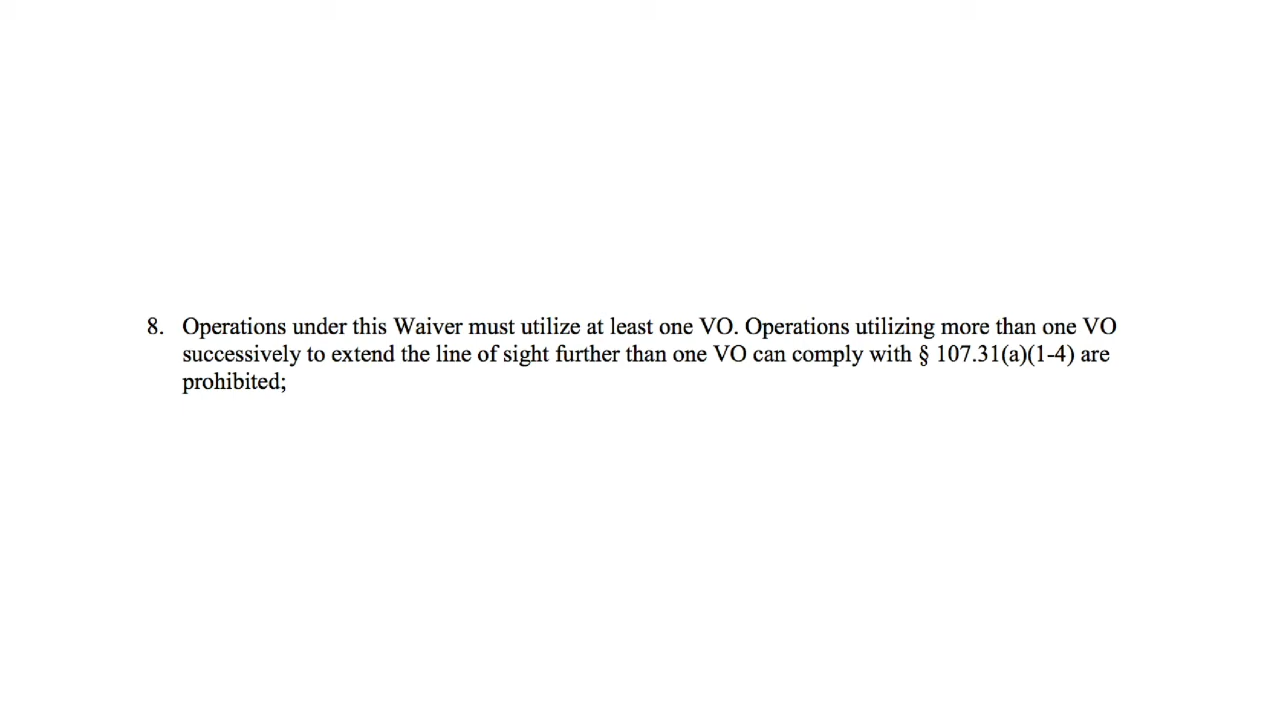 8. Operations under this Waiver must utilize at least one VO. Operations utilizing more than one VO
successively to extend the line of sight further than one VO can comply with § 107.31(a)(1-4) are
prohibited;